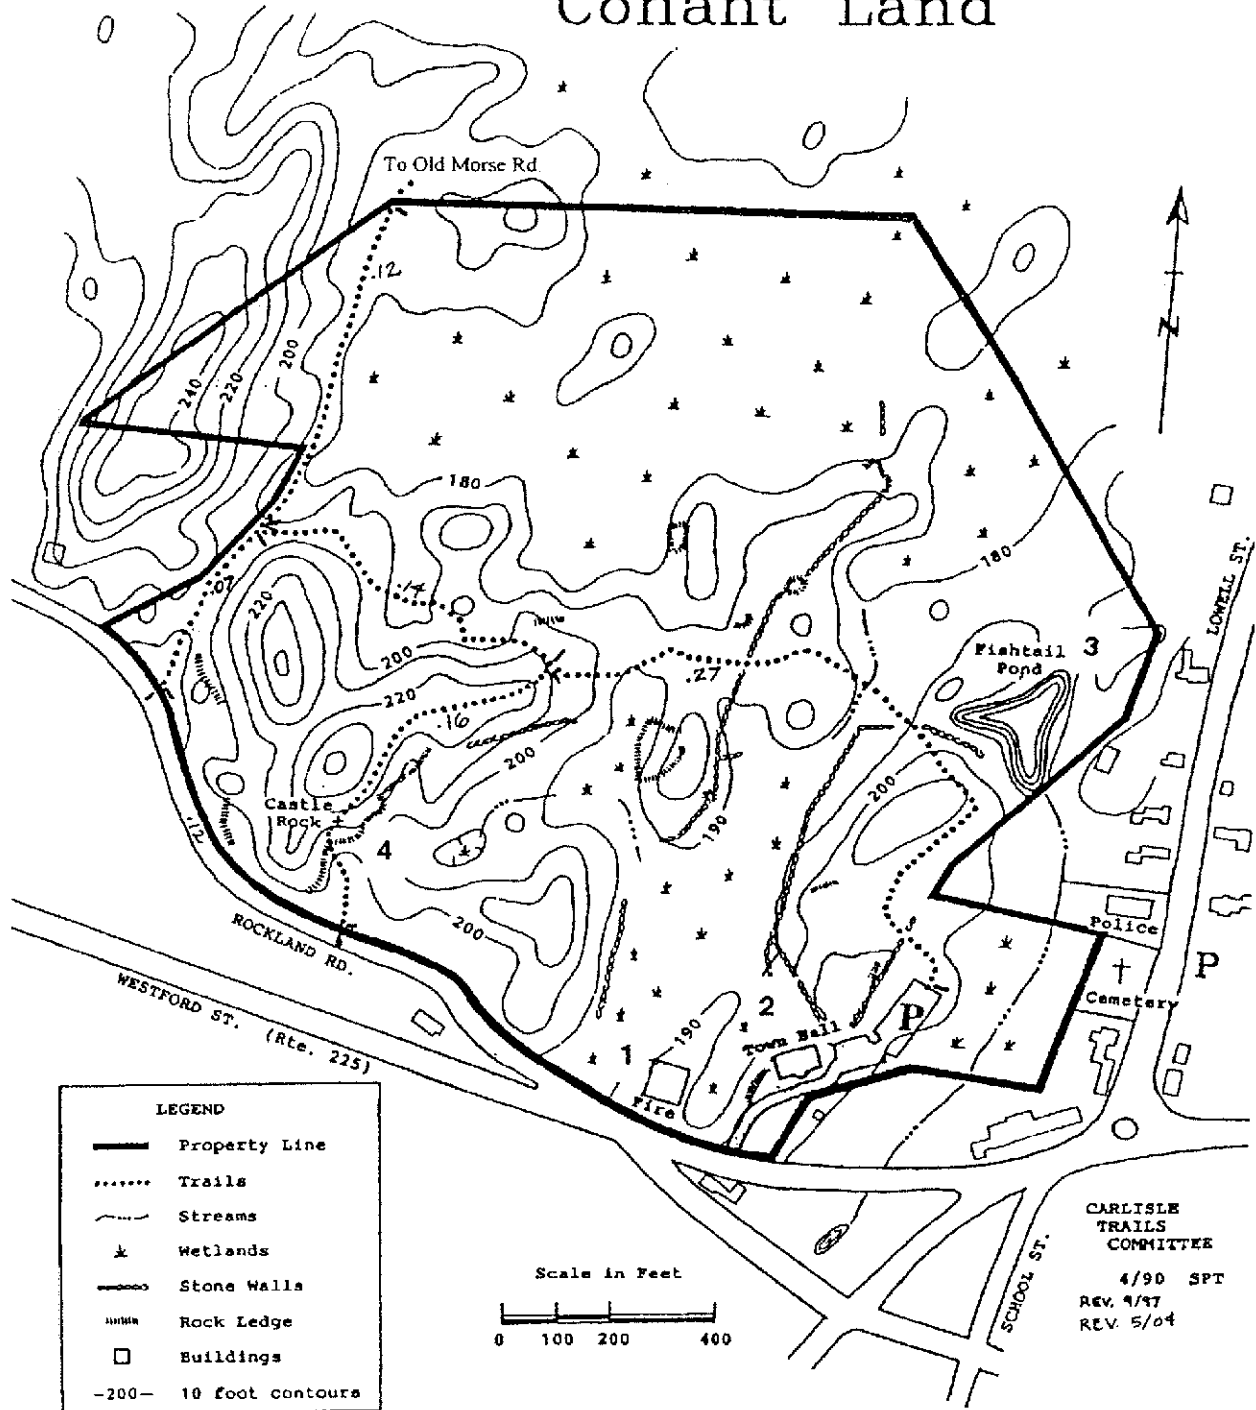 Conant Land
To Old Morse Rd.
.12
N
200
240
220
180
180
LOWELL ST.
.07
.14
220
200
.27
Fishtail
Pond
3
220
.16
200
200
190
Castle
Rock +
4
.12
200
ROCKLAND RD.
WESTFORD ST. (Rte. 225)
Police
P
Cemetery
2
190
1
Town Hall
P
Fire
LEGEND
Property Line
Trails
Streams
Wetlands
Stone Walls
Rock Ledge
Buildings
-200- 10 foot contours
Scale in Feet
0 100 200 400
SCHOOL ST.
CARLISLE
TRAILS
COMMITTEE
4/90 SPT
REV. 9/97
REV. 5/04